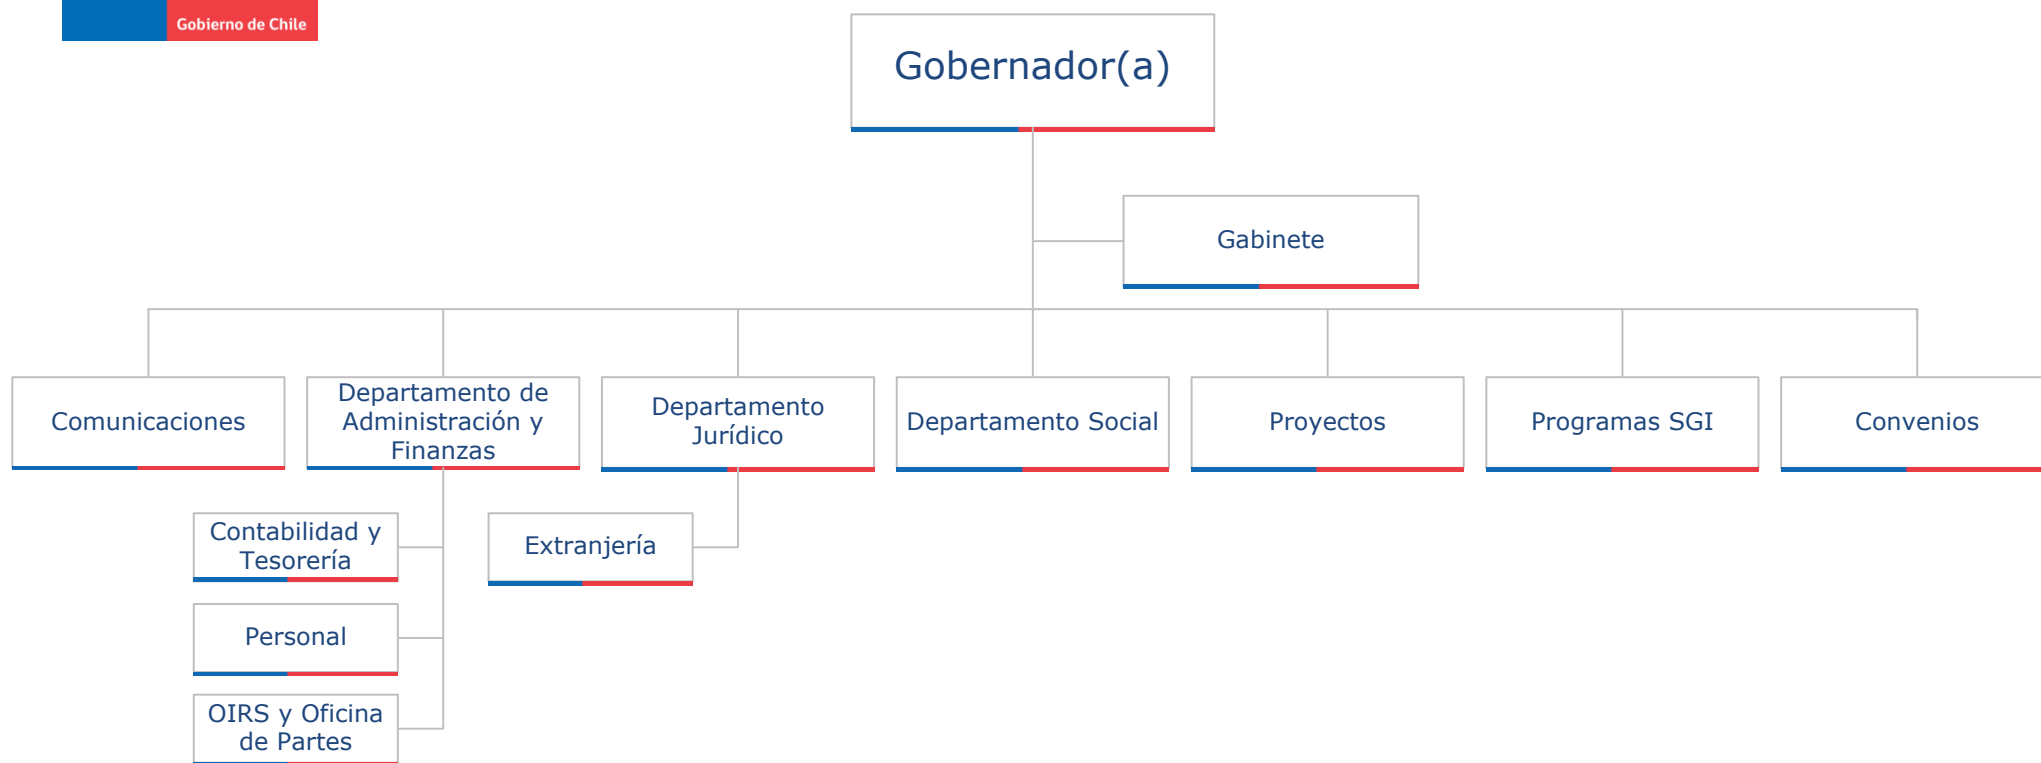 Gobierno de Chile
Gobernador(a)
Gabinete
Comunicaciones
Departamento de
Administración y
Finanzas
Departamento
Jurídico
Departamento Social
Proyectos
Programas SGI
Convenios
Contabilidad y
Tesorería
Extranjería
Personal
OIRS y Oficina
de Partes